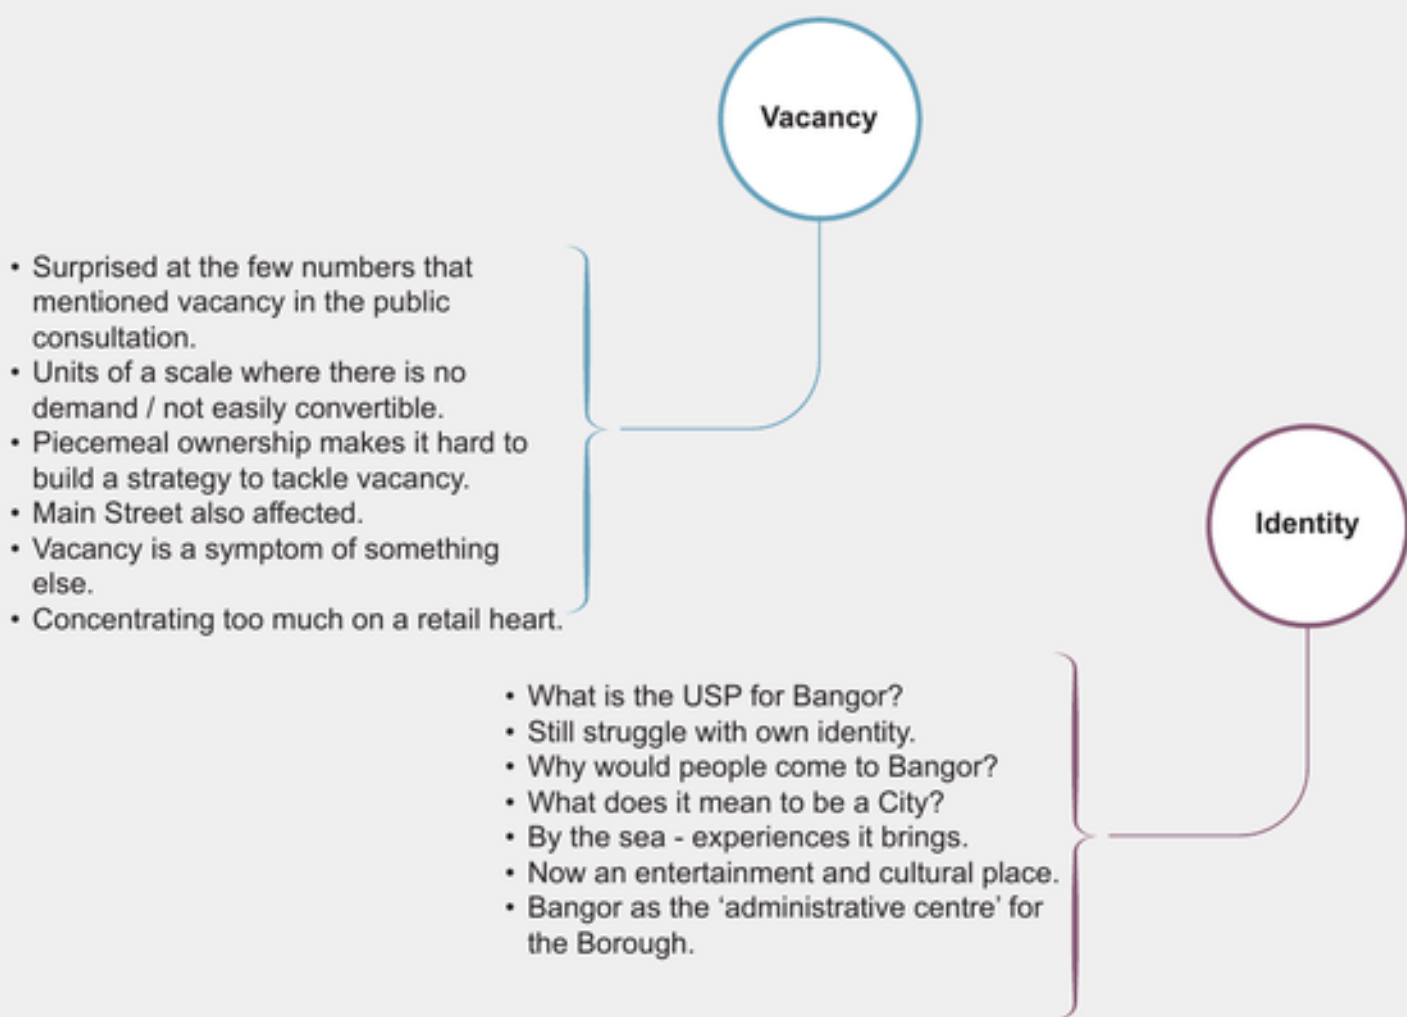 Vacancy
• Surprised at the few numbers that
mentioned vacancy in the public
consultation.
• Units of a scale where there is no
demand / not easily convertible.
• Piecemeal ownership makes it hard to
build a strategy to tackle vacancy.
• Main Street also affected.
• Vacancy is a symptom of something
else.
• Concentrating too much on a retail heart.
Identity
• What is the USP for Bangor?
• Still struggle with own identity.
• Why would people come to Bangor?
• What does it mean to be a City?
• By the sea - experiences it brings.
• Now an entertainment and cultural place.
• Bangor as the ‘administrative centre’ for
the Borough.